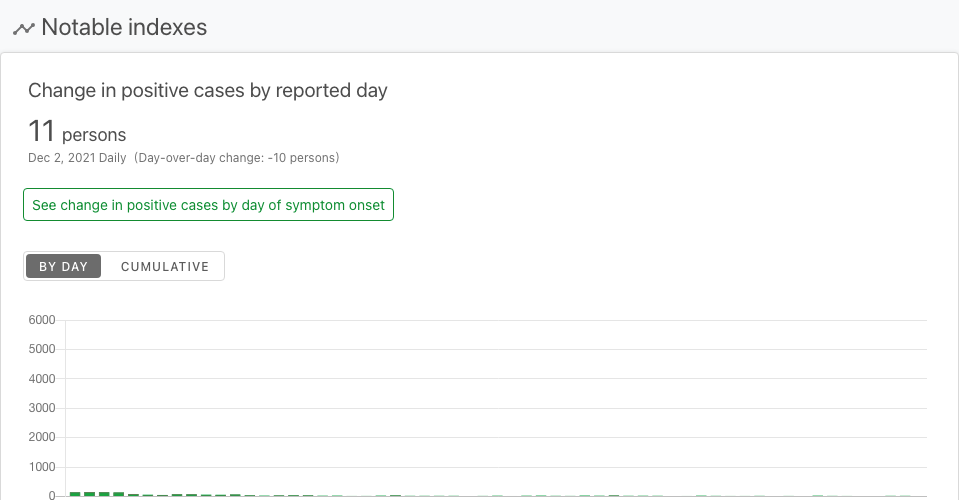 Notable indexes
Change in positive cases by reported day
11 persons
Dec 2, 2021 Daily (Day-over-day change: -10 persons)
See change in positive cases by day of symptom onset
BY DAY CUMULATIVE
6000
5000
4000
3000
2000
1000
0